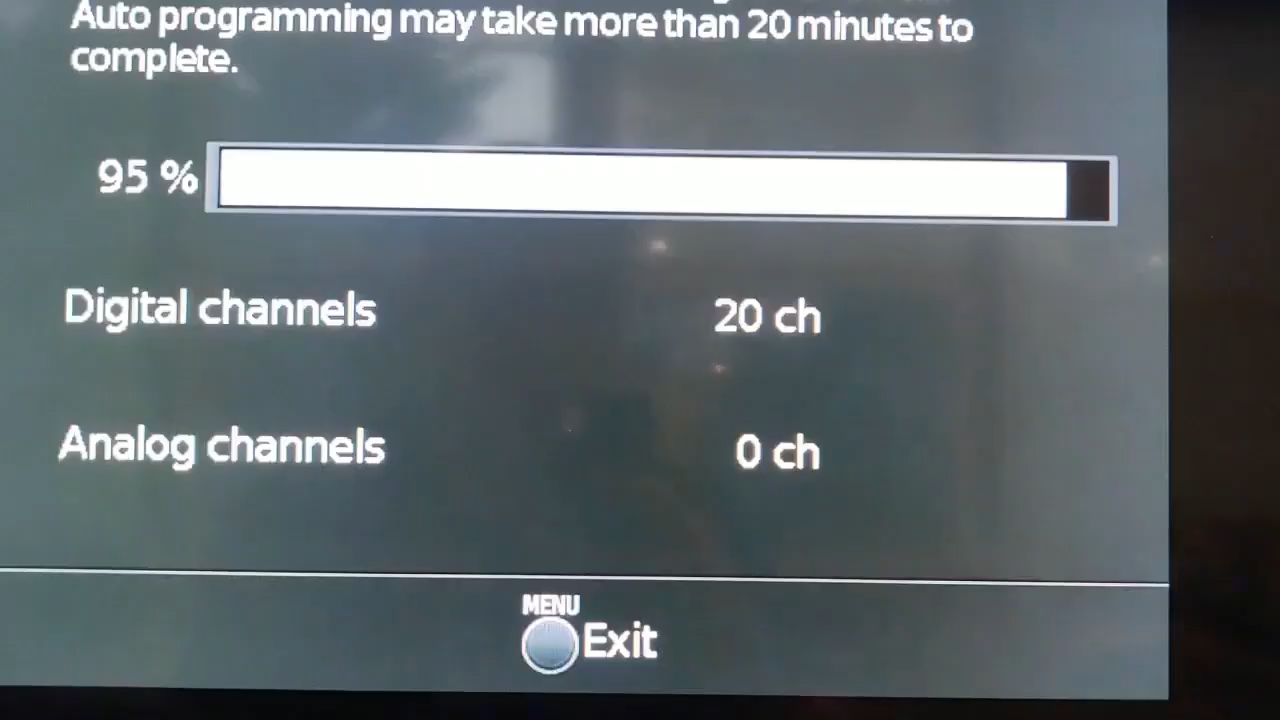 Auto programming may take more than 20 minutes to
complete.
95 %
Digital channels 20 ch
Analog channels 0 ch
MENU
Exit